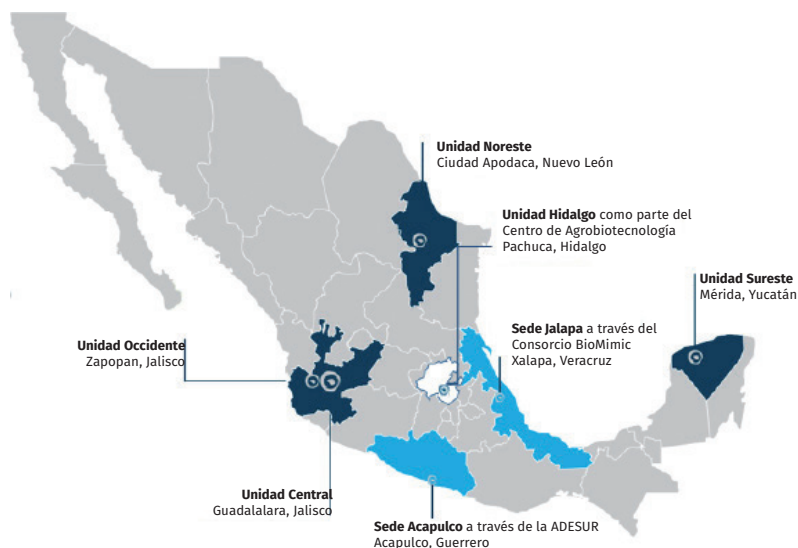 Unidad Noreste
Ciudad Apodaca, Nuevo León
Unidad Hidalgo como parte del
Centro de Agrobiotecnología
Pachuca, Hidalgo
Unidad Sureste
Mérida, Yucatán
Sede Jalapa a través del
Consorcio BioMimic
Xalapa, Veracruz
Unidad Occidente
Zapopan, Jalisco
Unidad Central
Guadalalara, Jalisco
Sede Acapulco a través de la ADESUR
Acapulco, Guerrero